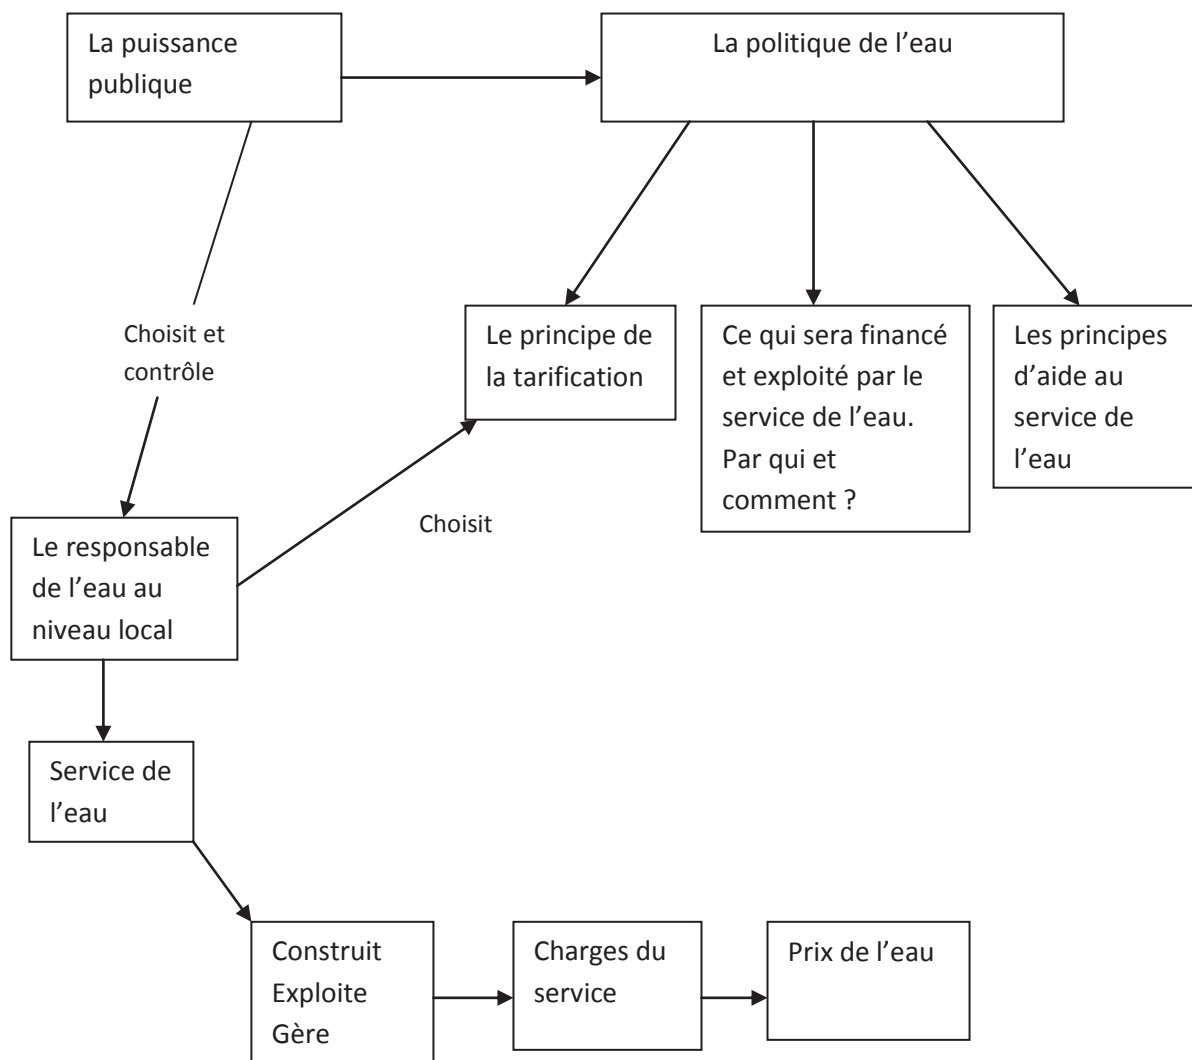 La puissance
publique
La politique de l’eau
Choisit et
contrôle
Le principe de
la tarification
Ce qui sera financé
et exploité par le
service de l’eau.
Par qui et
comment ?
Les principes
d’aide au
service de
l’eau
Le responsable
de l’eau au
niveau local
Choisit
Service de
l’eau
Construit
Exploite
Gère
Charges du
service
Prix de l’eau